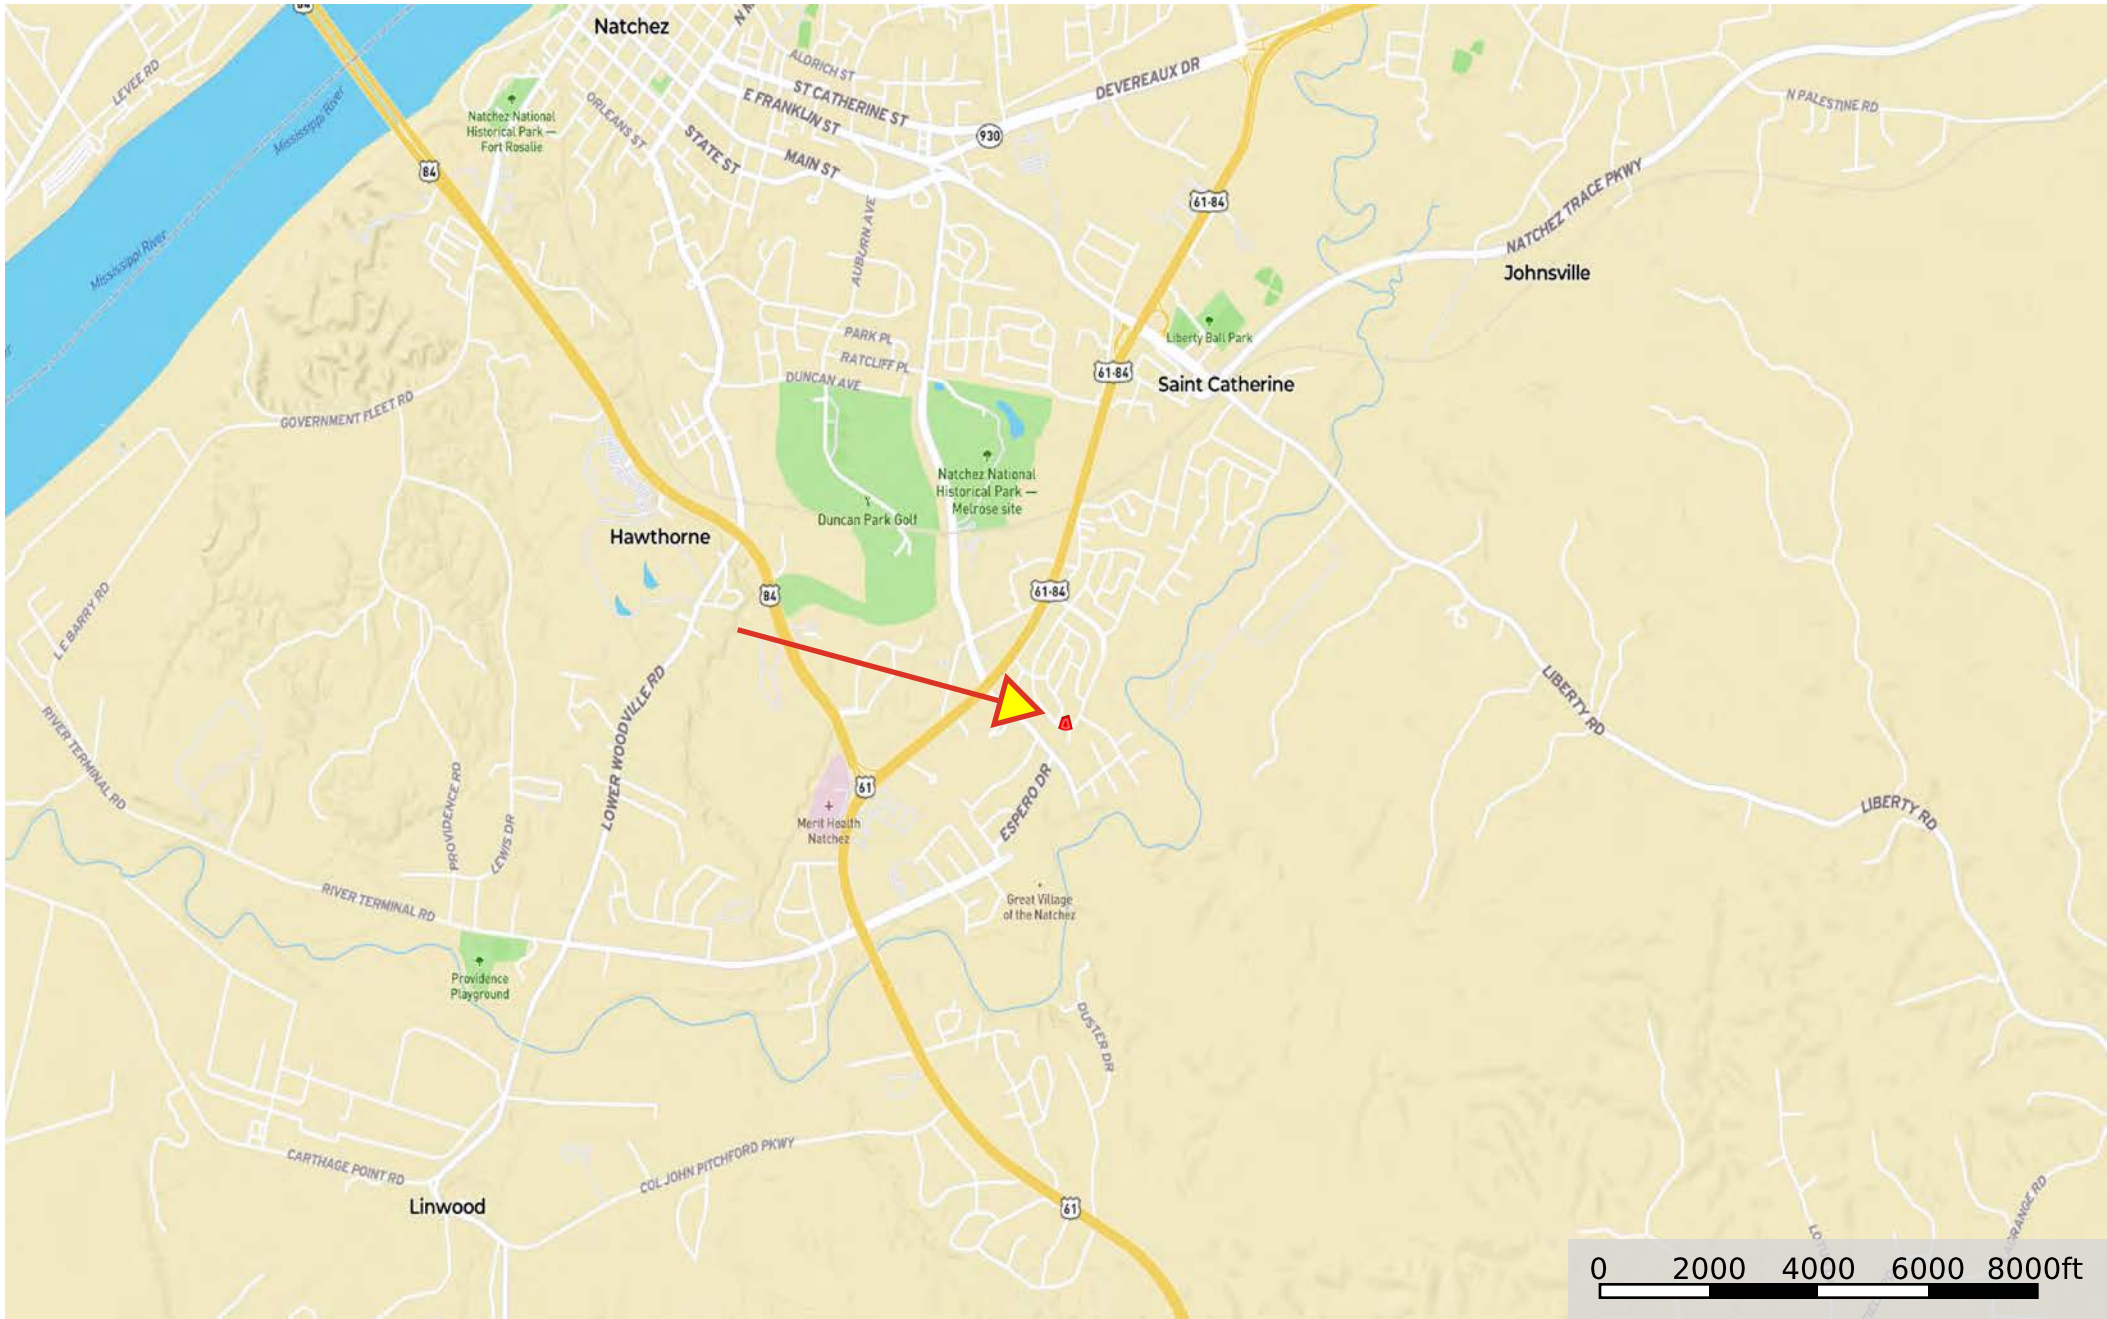 84
Natchez
N M
LEVEE RD
Mississippi River
Natchez National
Historical Park —
Fort Rosalie
ORLEANS ST
ALDRICH ST
ST CATHERINE ST
E FRANKLIN ST
STATE ST
MAIN ST
DEVEREAUX DR
930
N PALESTINE RD
84
61-84
NATCHEZ TRACE PKWY
Johnsville
Mississippi River
AUBURN AVE
PARK PL
RATCLIFF PL
DUNCAN AVE
Liberty Ball Park
61-84
Saint Catherine
GOVERNMENT FLEET RD
Natchez National
Historical Park —
Melrose site
Duncan Park Golf
Hawthorne
84
61-84
L E BARRY RD
LOWER WOODVILLE RD
LIBERTY RD
RIVER TERMINAL RD
61
Merit Health
Natchez
ESPERO DR
LIBERTY RD
PROVIDENCE RD
LEWIS DR
RIVER TERMINAL RD
Great Village
of the Natchez
Providence
Playground
DUSTER DR
CARTHAGE POINT RD
COL JOHN PITCHFORD PKWY
Linwood
61
0 2000 4000 6000 8000ft